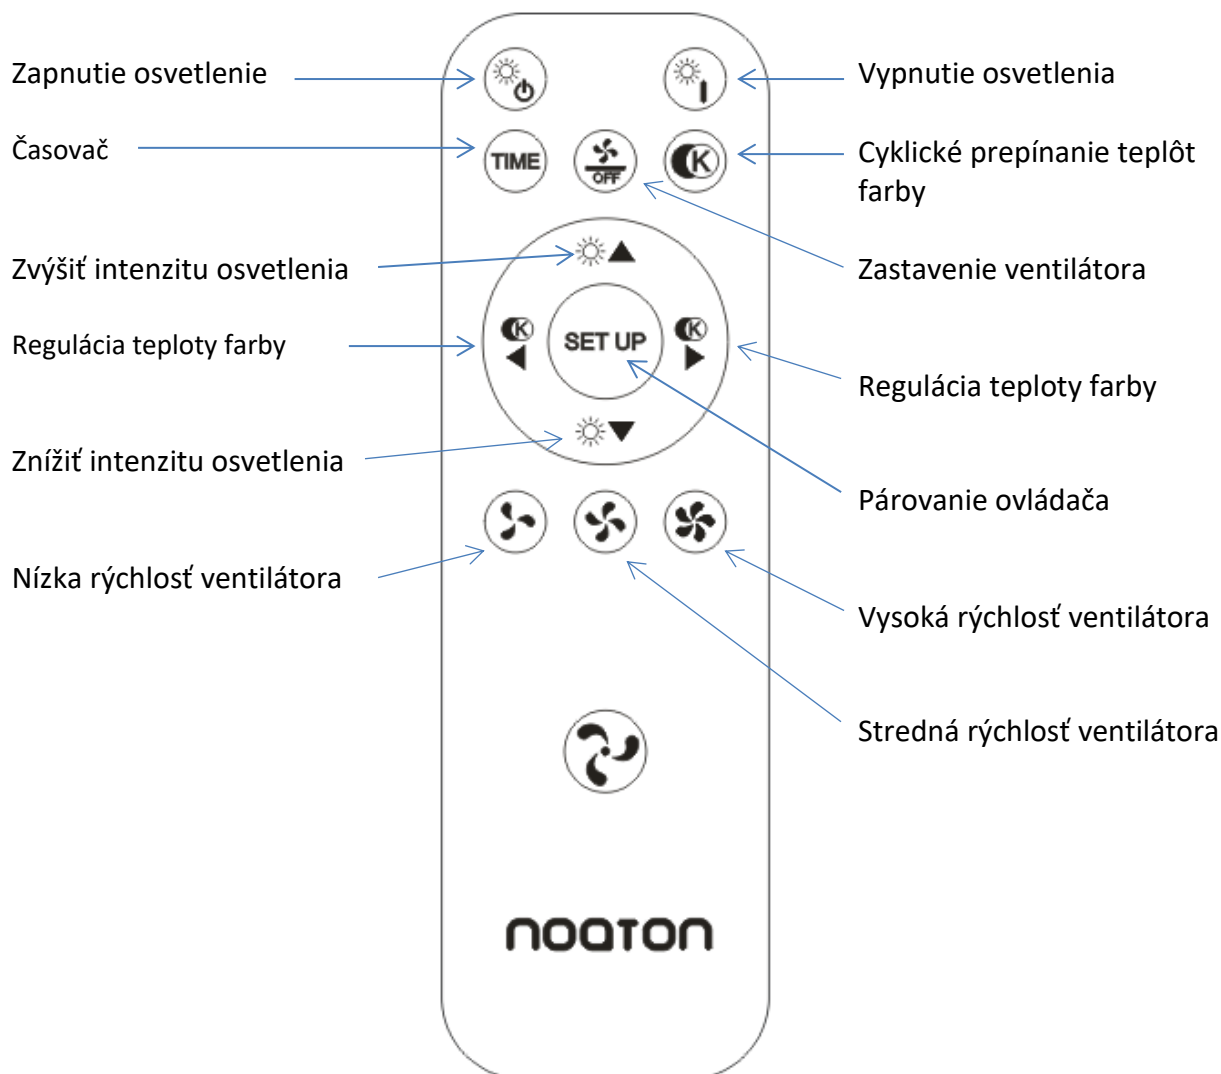 Zapnutie osvetlenie
Vypnutie osvetlenia
Časovač
TIME
OFF
K
Cyklické prepínanie teplôt
farby
Zvýšiť intenzitu osvetlenia
Zastavenie ventilátora
Regulácia teploty farby
K
SET UP
K
Regulácia teploty farby
Znížiť intenzitu osvetlenia
Párovanie ovládača
Nízka rýchlosť ventilátora
Vysoká rýchlosť ventilátora
Stredná rýchlosť ventilátora
noaton